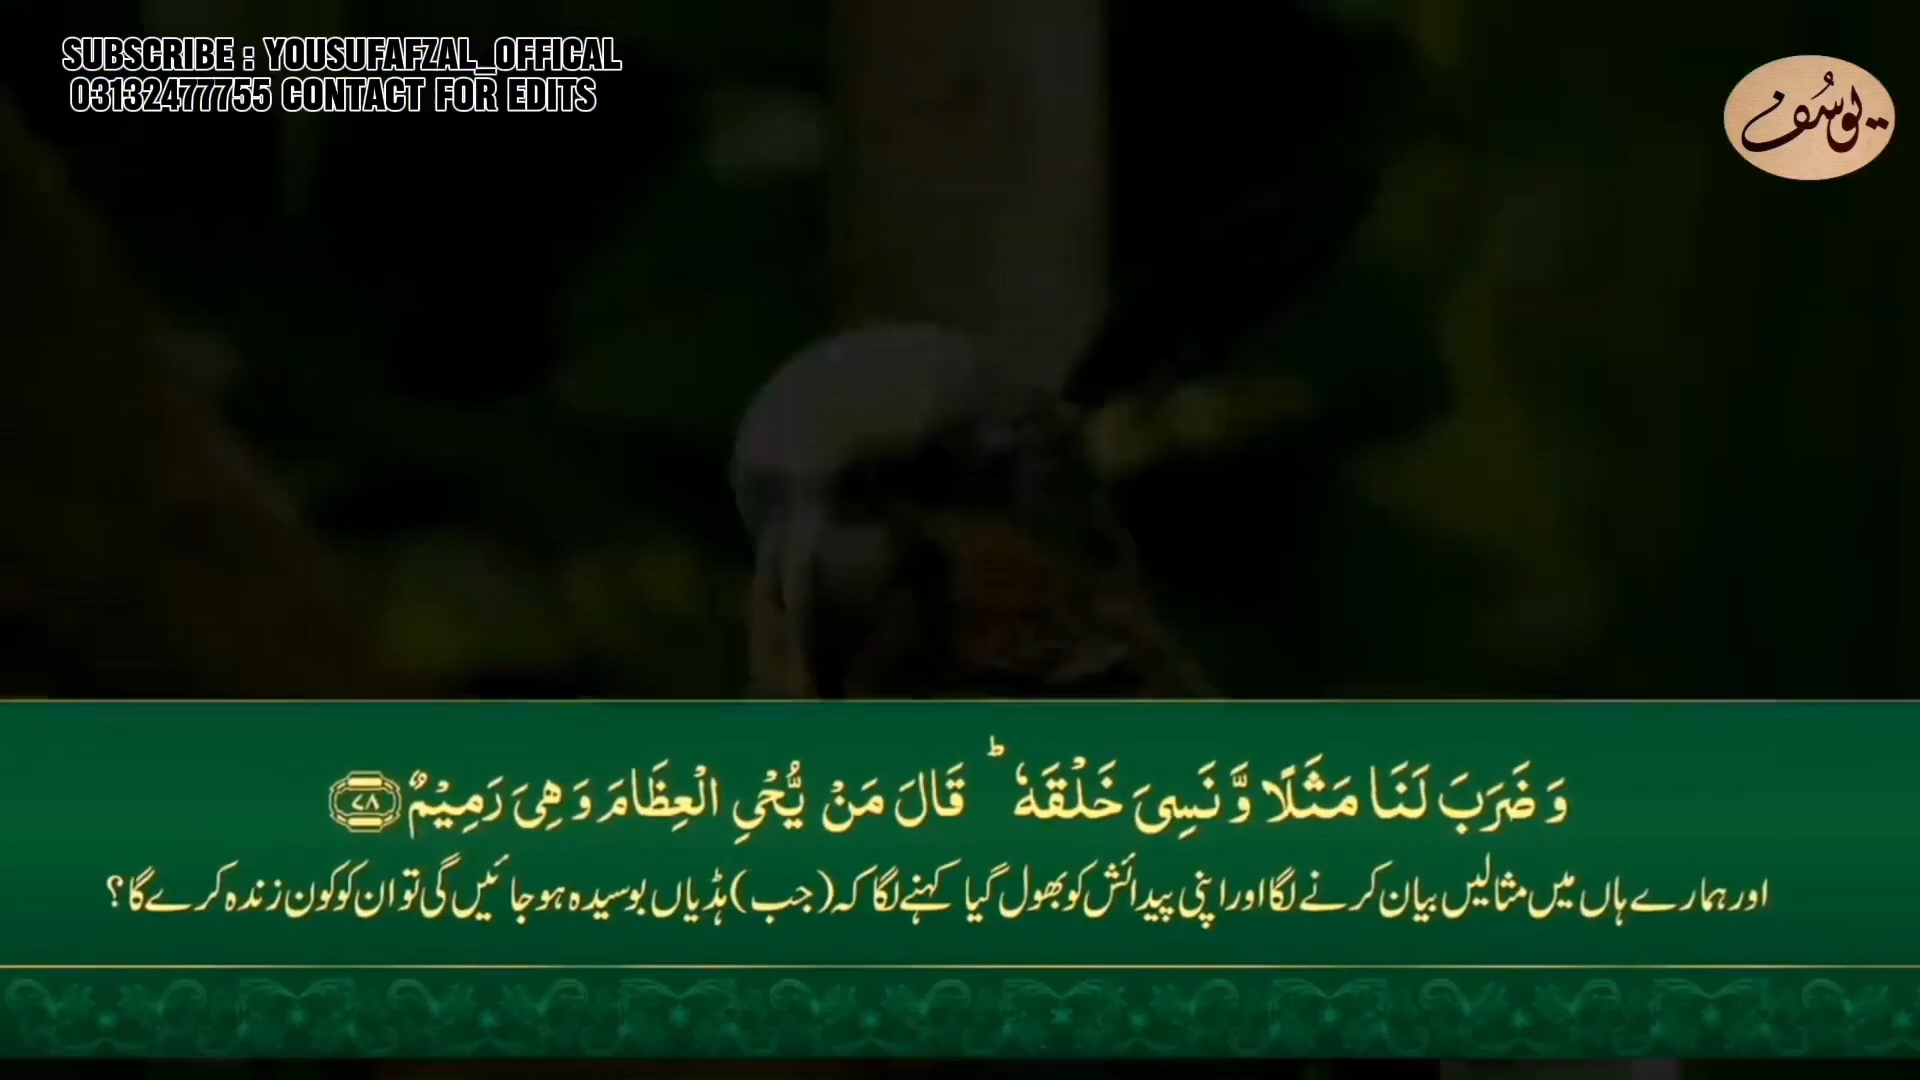 SUBSCRIBE : YOUSUFAFZAL_OFFICAL
03132477755 CONTACT FOR EDITS
یوسف
وَ ضَرَبَ لَنَا مَثَلًا وَّ نَسِیَ خَلْقَهٗ ؕ قَالَ مَنْ یُّحْیِ الْعِظَامَ وَ هِیَ رَمِیْمٌ ۷۸
اور ہمارے ہاں میں مثالیں بیان کرنے لگا اور اپنی پیدائش کو بھول گیا کہنے لگا کہ (جب) ہڈیاں بوسیدہ ہو جائیں گی تو ان کو کون زندہ کرے گا؟